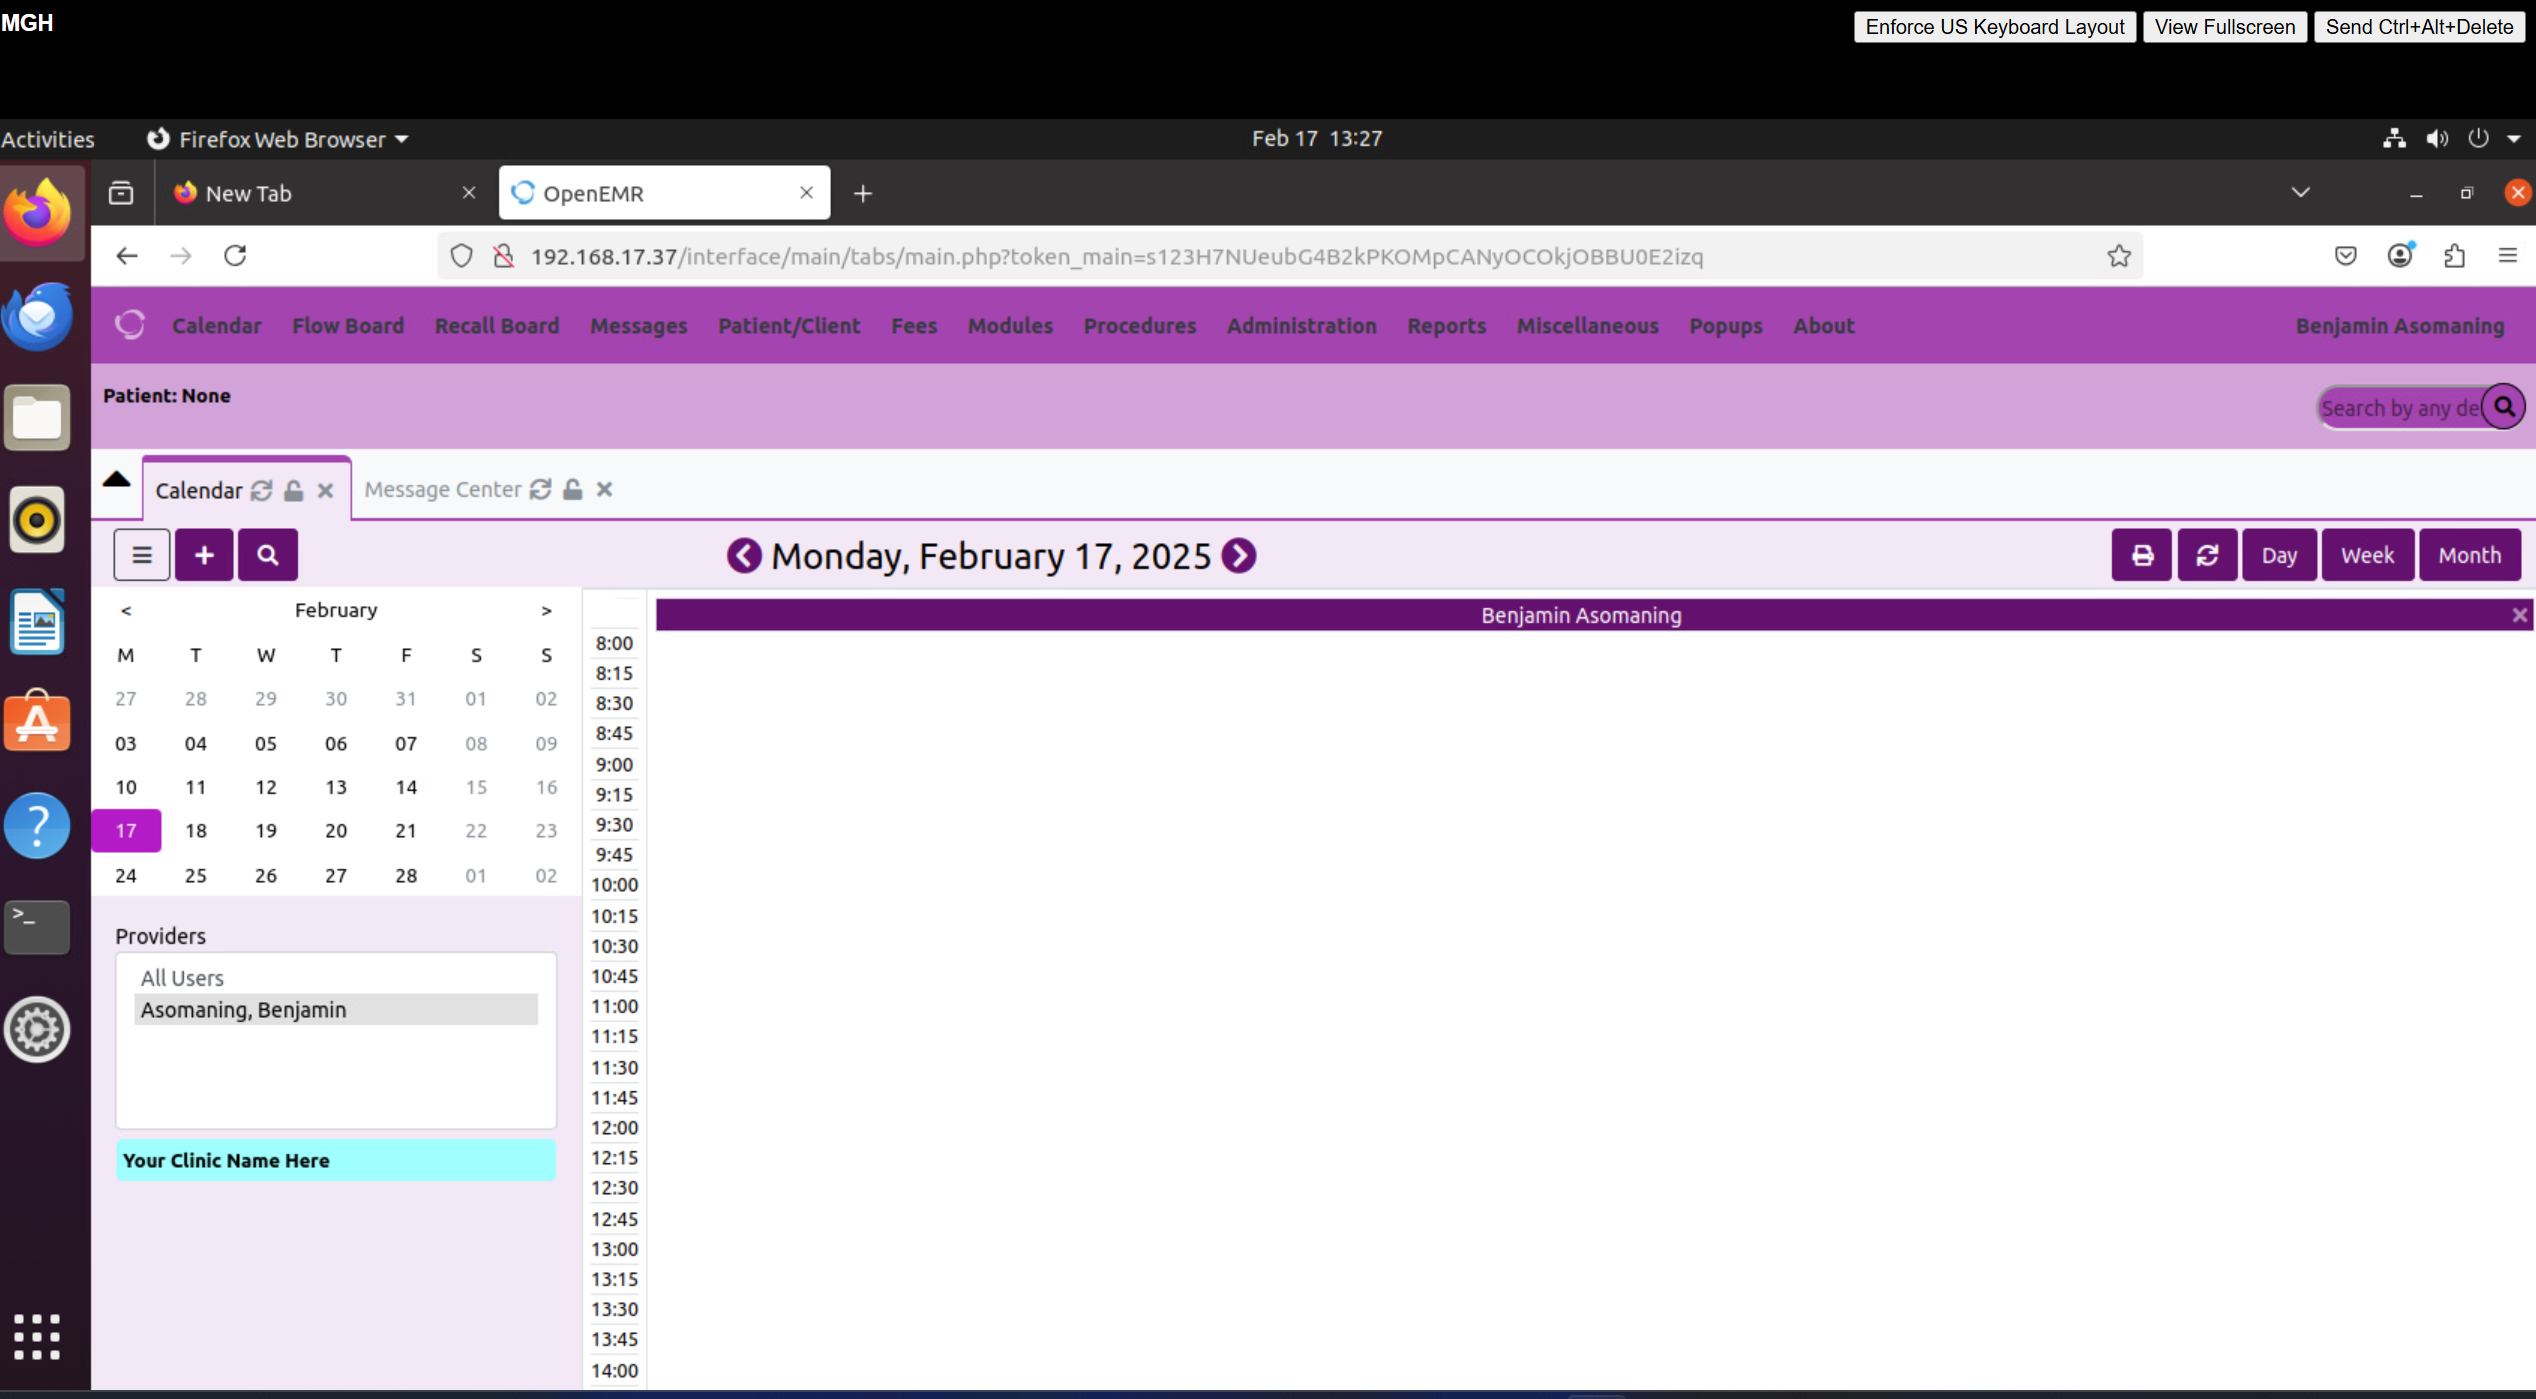 MGH
Enforce US Keyboard Layout View Fullscreen Send Ctrl+Alt+Delete
Activities Firefox Web Browser Feb 17 13:27
New Tab OpenEMR
192.168.17.37/interface/main/tabs/main.php?token_main=s123H7NUeubG4B2kPKOMpCANyOCOkjOBBU0E2izq
Calendar Flow Board Recall Board Messages Patient/Client Fees Modules Procedures Administration Reports Miscellaneous Popups About Benjamin Asomaning
Patient: None
Search by any de
Calendar Message Center
Monday, February 17, 2025 Day Week Month
< February >
M T W T F S S
27 28 29 30 31 01 02
03 04 05 06 07 08 09
10 11 12 13 14 15 16
17 18 19 20 21 22 23
24 25 26 27 28 01 02
Providers
All Users
Asomaning, Benjamin
Your Clinic Name Here
Benjamin Asomaning
8:00
8:15
8:30
8:45
9:00
9:15
9:30
9:45
10:00
10:15
10:30
10:45
11:00
11:15
11:30
11:45
12:00
12:15
12:30
12:45
13:00
13:15
13:30
13:45
14:00